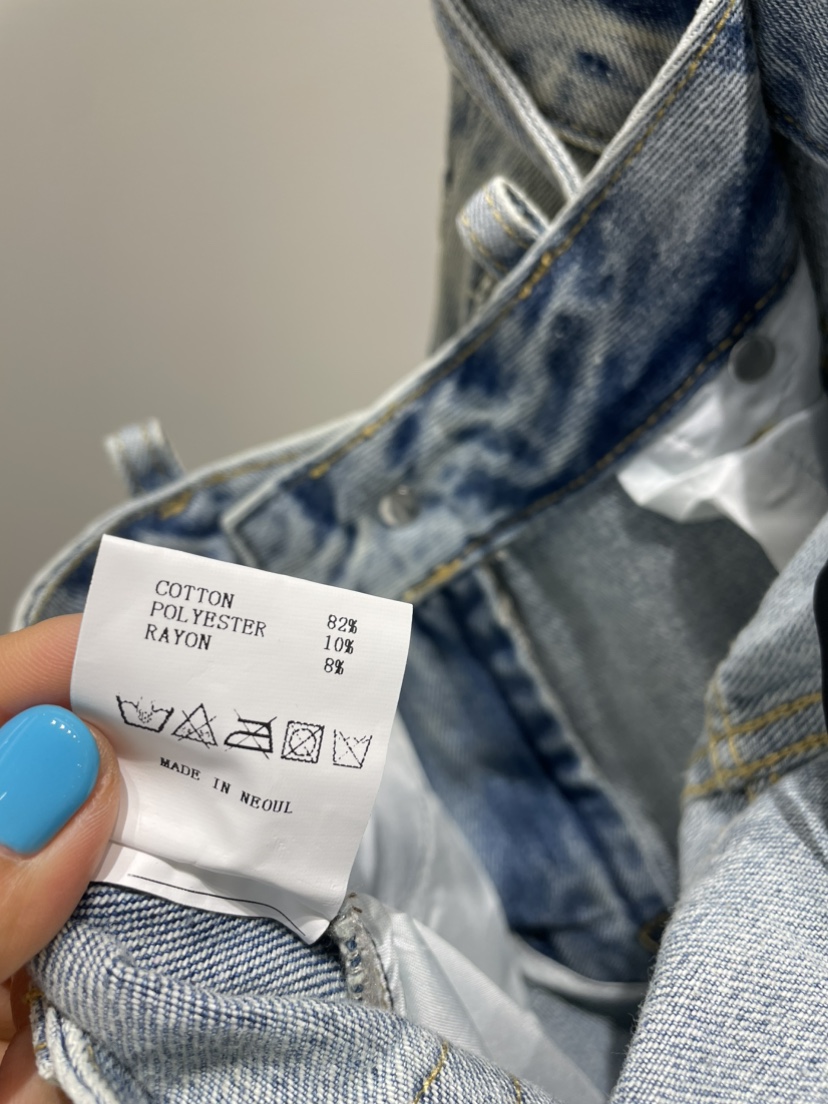 COTTON 82%
POLYESTER 10%
RAYON 8%
MADE IN NEOUL